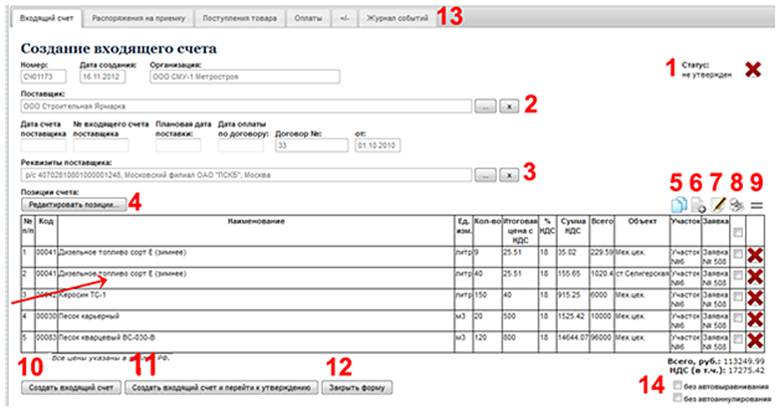 Входящий счет Распоряжения на приемку Поступления товара Оплаты +/- Журнал событий 13
Создание входящего счета
Номер: Дата создания: Организация:
СЧ01173 16.11.2012 ООО СМУ-1 Метрострой
1 Статус:
не утвержден
Поставщик:
ООО Строительная Ярмарка ... x 2
Дата счета поставщика № входящего счета поставщика Плановая дата поставки: Дата оплаты по договору: Договор №: от:
33 01.10.2010
Реквизиты поставщика:
р/с 40702810801000001248, Московский филиал ОАО "ПСКБ", Москва ... x 3
Позиции счета:
Редактировать позиции... 4
5 6 7 8 9
№ п/п Код Наименование Ед. изм. Кол-во Итоговая цена с НДС % НДС Сумма НДС Всего Объект Участок Заявка
1 00041 Дизельное топливо сорт Е (зимнее) литр 9 25.51 18 35.02 229.59 Мех.цех. Участок №6 Заявка № 508
2 00041 Дизельное топливо сорт Е (зимнее) литр 40 25.51 18 155.65 1020.4 ст Селигерская Участок №6 Заявка № 508
3 00042 Керосин ТС-1 литр 150 40 18 915.25 6000 Мех.цех. Участок №6 Заявка № 508
4 00030 Песок карьерный м3 20 500 18 1525.42 10000 Мех.цех. Участок №6 Заявка № 508
5 00083 Песок кварцевый ВС-030-В м3 120 800 18 14644.07 96000 Мех.цех. Участок №6 Заявка № 508
Все цены указаны в РФ.
Всего, руб.: 113249.99
НДС (в т.ч.): 17275.42
10 11 12
Создать входящий счет Создать входящий счет и перейти к утверждению Закрыть форму
14 без автовыравнивания
без автоаннулирования